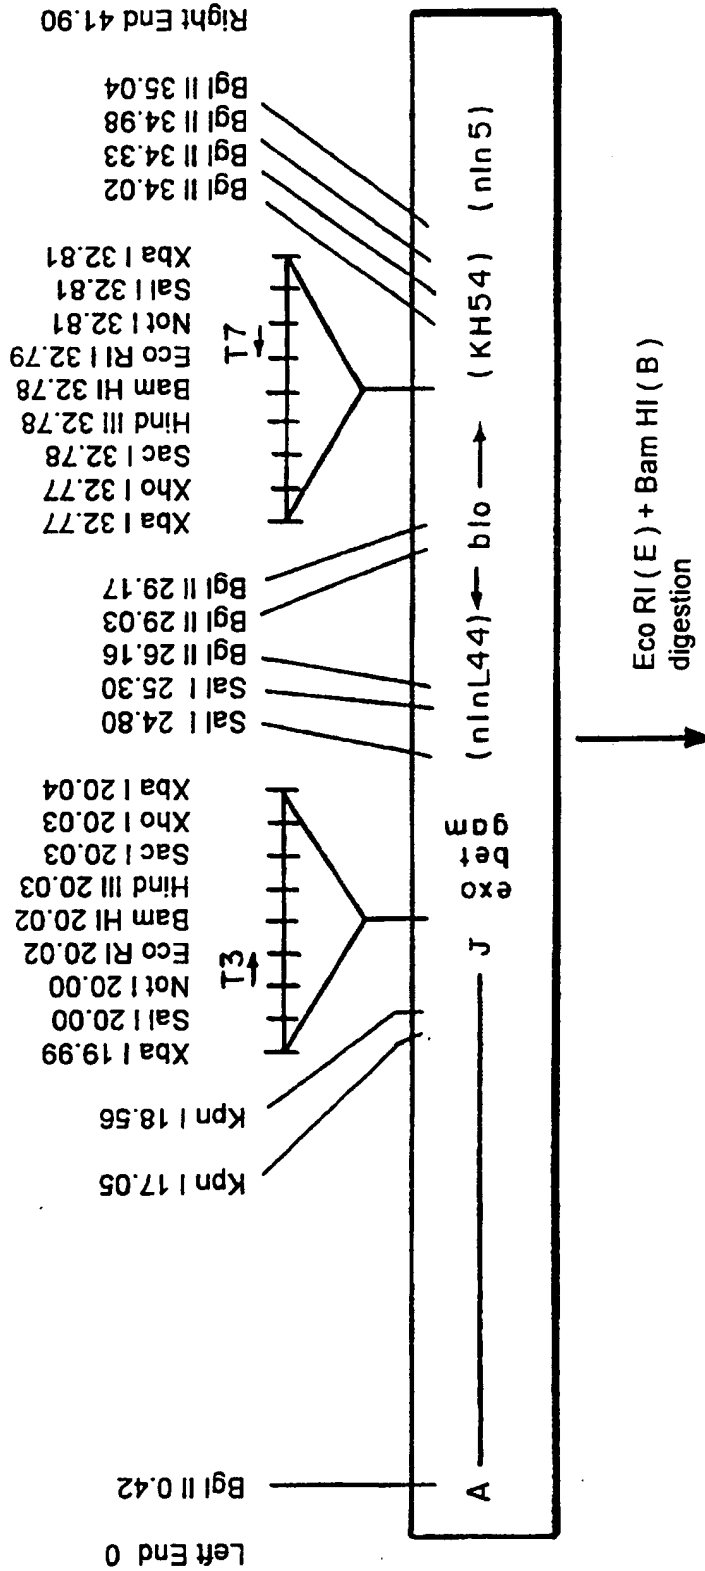 Right End 41.90
Bgl II 35.04
Bgl II 34.98
Bgl II 34.33
Bgl II 34.02
Xba I 32.81
Sal I 32.81
Not I 32.81
Eco RI I 32.79
Bam HI 32.78
Hind III 32.78
Sac I 32.78
Xho I 32.77
Xba I 32.77
T7
Bgl II 29.17
Bgl II 29.03
Bgl II 26.16
Sal I 25.30
Sal I 24.80
Xba I 20.04
Xho I 20.03
Sac I 20.03
Hind III 20.03
Bam HI 20.02
Eco RI 20.02
Not I 20.00
Sal I 20.00
Xba I 19.99
T3
Kpn I 18.56
Kpn I 17.05
Bgl II 0.42
Left End 0
A
J
exo
bet
gam
(nInL44)
bio
(KH54)
(nIn5)
Eco RI ( E ) + Bam HI ( B )
digestion